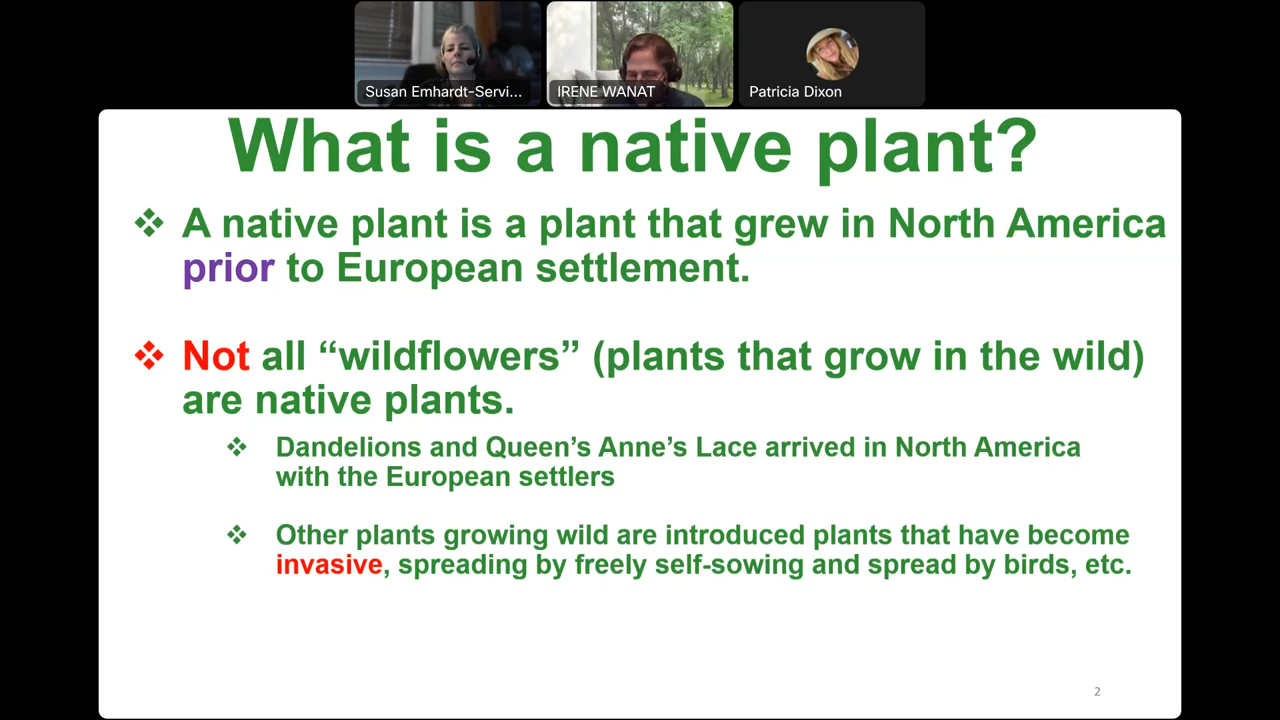 Susan Emhardt-Servi...
IRENE WANAT
Patricia Dixon
What is a native plant?
❖ A native plant is a plant that grew in North America
prior to European settlement.
❖ Not all “wildflowers” (plants that grow in the wild)
are native plants.
❖ Dandelions and Queen’s Anne’s Lace arrived in North America
with the European settlers
❖ Other plants growing wild are introduced plants that have become
invasive, spreading by freely self-sowing and spread by birds, etc.
2